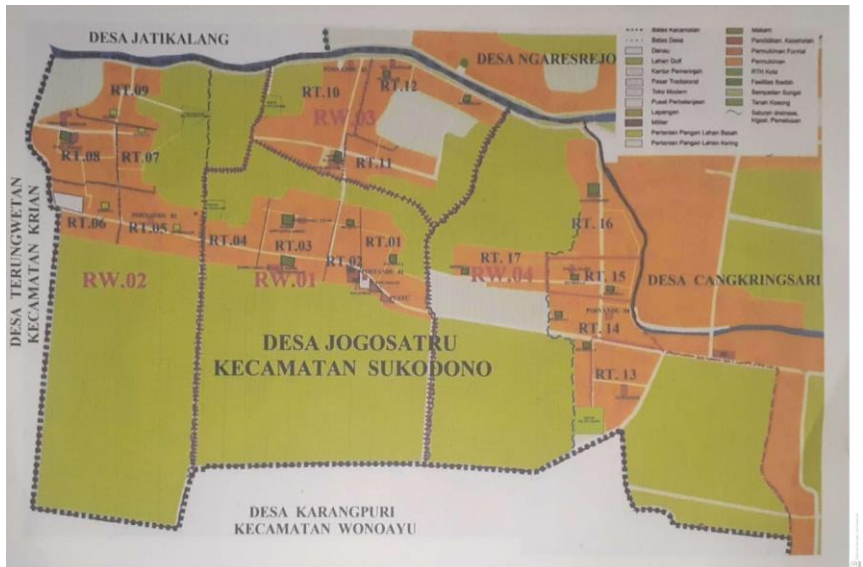 DESA JATIKALANG
DESA NGARESREJO
Batas Kecamatan
Batas Desa
Danau
Lahan Golf
Kantor Pemerinah
Pasar Tradisional
Toko Modern
Pusat Perbelanjaan
Lapangan
Militer
Pertanian Pangan Lahan Basah
Pertanian Pangan Lahan Kering
Makam
Pendidikan, Kesehatan
Permukiman Formal
Permukiman
RTH Kota
Fasilitas Ibadah
Sempadan Sungai
Tanah Kosong
Saluran drainase,
Irigasi, Pematusan
RT.09
RT.10
RT.12
RW.03
RT.08
RT.07
RT.11
DESA TERUNGWETAN
KECAMATAN KRIAN
RT.06
RT.05
RT.04
RT.03
RT.02
RT.01
RT.16
RT. 17
RT. 15
RW.02
RW.01
RW.04
DESA CANGKRINGSARI
RT.14
RT. 13
DESA JOGOSATRU
KECAMATAN SUKODONO
DESA KARANGPURI
KECAMATAN WONOAYU